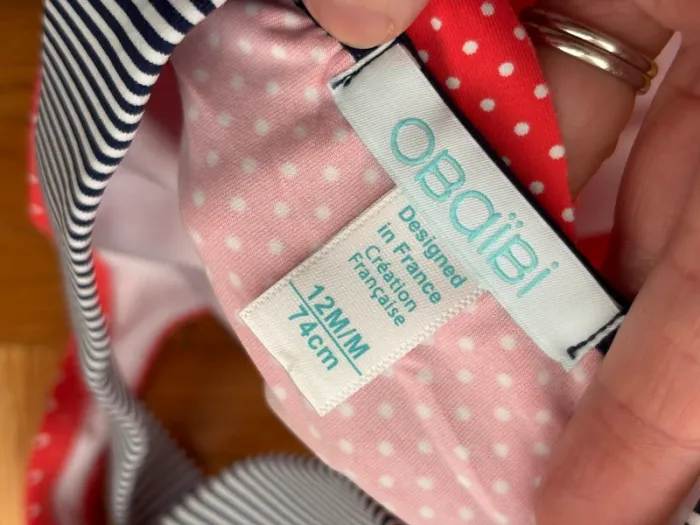 OBaïBi
Designed
in France
Création
Française
12M/M
74cm